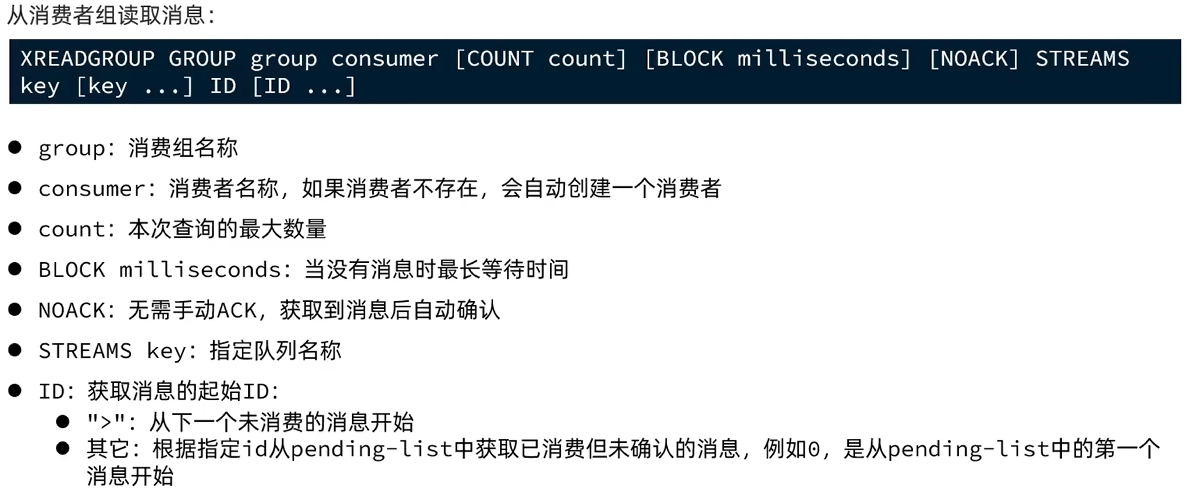 从消费者组读取消息：
XREADGROUP GROUP group consumer [COUNT count] [BLOCK milliseconds] [NOACK] STREAMS
key [key ...] ID [ID ...]
● group：消费组名称
● consumer：消费者名称，如果消费者不存在，会自动创建一个消费者
● count：本次查询的最大数量
● BLOCK milliseconds：当没有消息时最长等待时间
● NOACK：无需手动ACK，获取到消息后自动确认
● STREAMS key：指定队列名称
● ID：获取消息的起始ID：
● ">"：从下一个未消费的消息开始
● 其它：根据指定id从pending-list中获取已消费但未确认的消息，例如0，是从pending-list中的第一个
消息开始